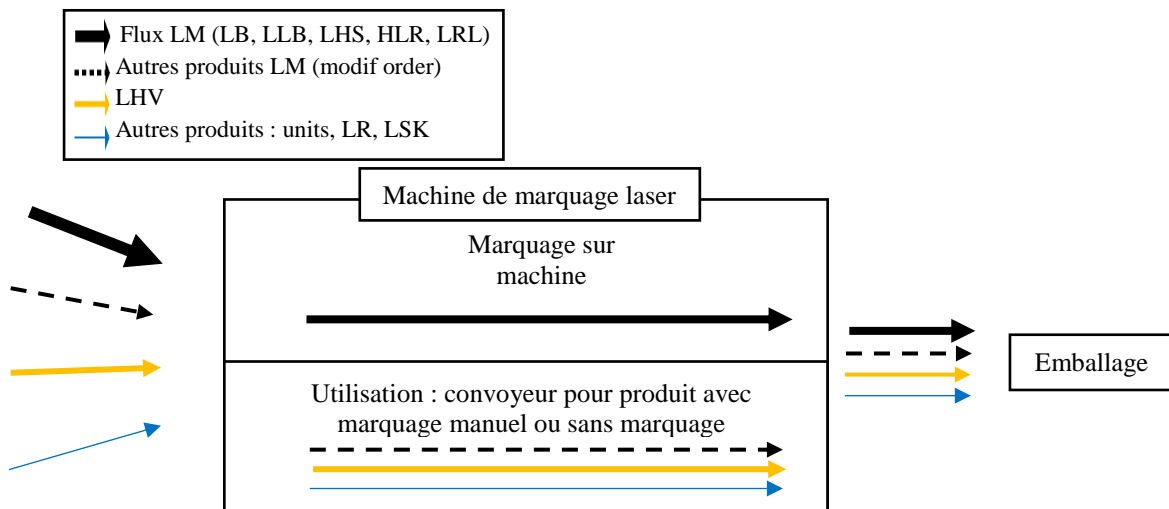 Flux LM (LB, LLB, LHS, HLR, LRL)
Autres produits LM (modif order)
LHV
Autres produits : units, LR, LSK
Machine de marquage laser
Marquage sur
machine
Utilisation : convoyeur pour produit avec
marquage manuel ou sans marquage
Emballage